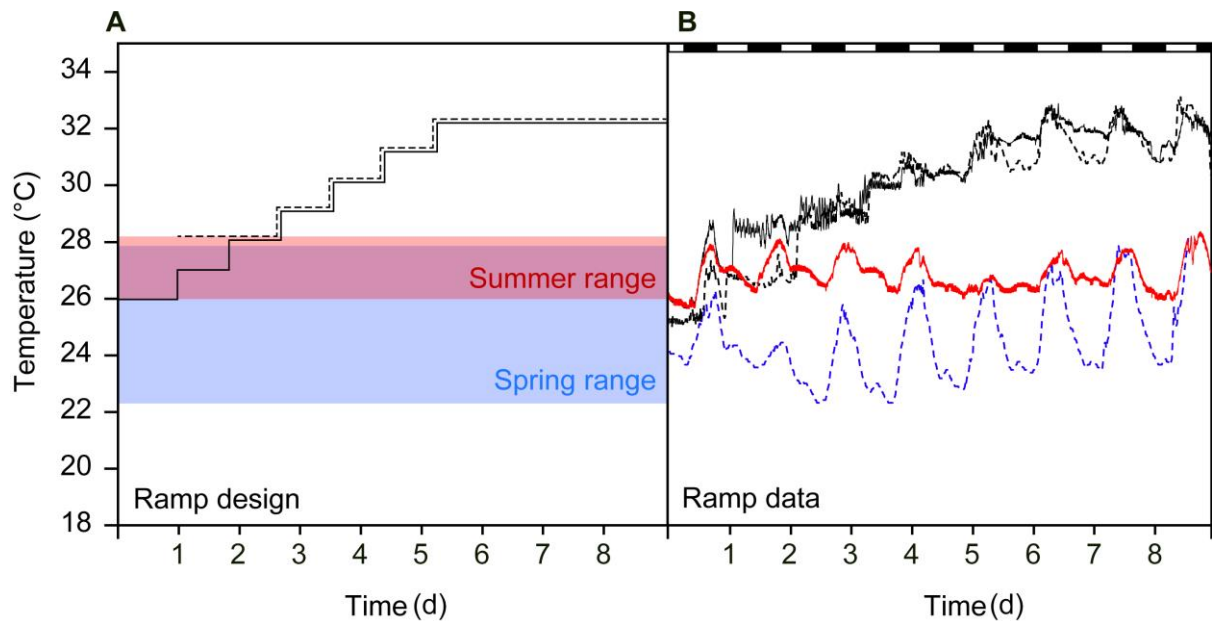 A
B
Temperature (°C)
34
32
30
28
26
24
22
20
18
Summer range
Spring range
Ramp design
Ramp data
1 2 3 4 5 6 7 8
1 2 3 4 5 6 7 8
Time (d)
Time (d)